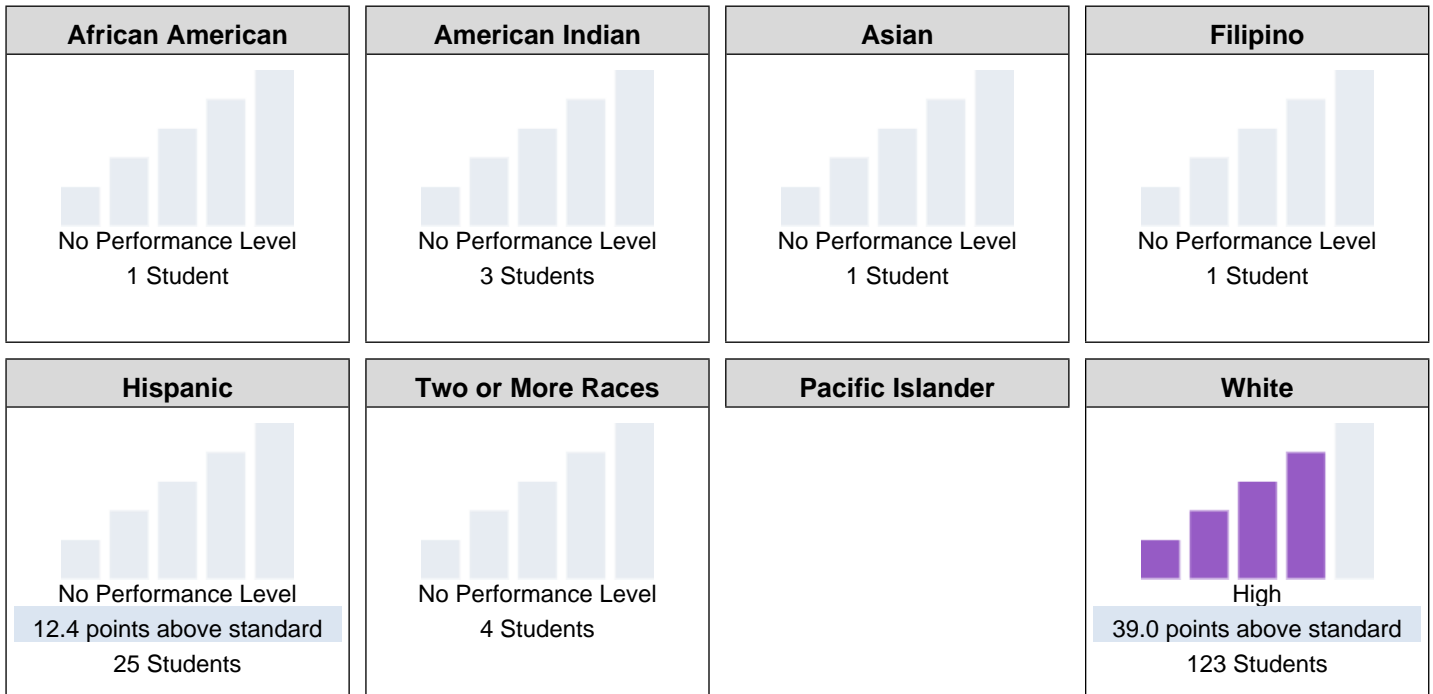 African American
American Indian
Asian
Filipino
No Performance Level
1 Student
No Performance Level
3 Students
No Performance Level
1 Student
No Performance Level
1 Student
Hispanic
Two or More Races
Pacific Islander
White
No Performance Level
12.4 points above standard
25 Students
No Performance Level
4 Students
High
39.0 points above standard
123 Students